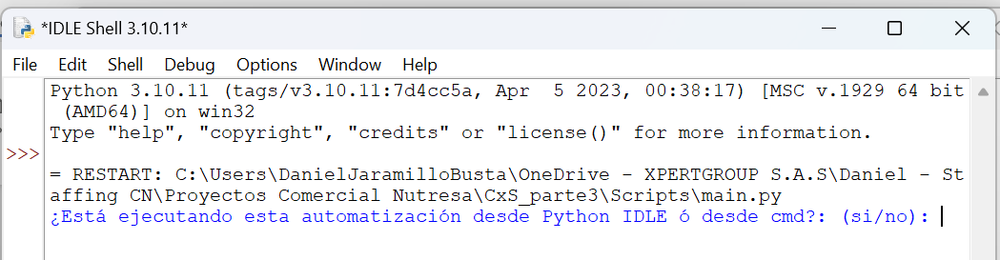 *IDLE Shell 3.10.11*
File Edit Shell Debug Options Window Help
Python 3.10.11 (tags/v3.10.11:7d4cc5a, Apr  5 2023, 00:38:17) [MSC v.1929 64 bit
 (AMD64)] on win32
Type "help", "copyright", "credits" or "license()" for more information.
>>>
= RESTART: C:\Users\DanielJaramilloBusta\OneDrive - XPERTGROUP S.A.S\Daniel - St
affing CN\Proyectos Comercial Nutresa\CxS_parte3\Scripts\main.py
¿Está ejecutando esta automatización desde Python IDLE ó desde cmd?: (si/no):